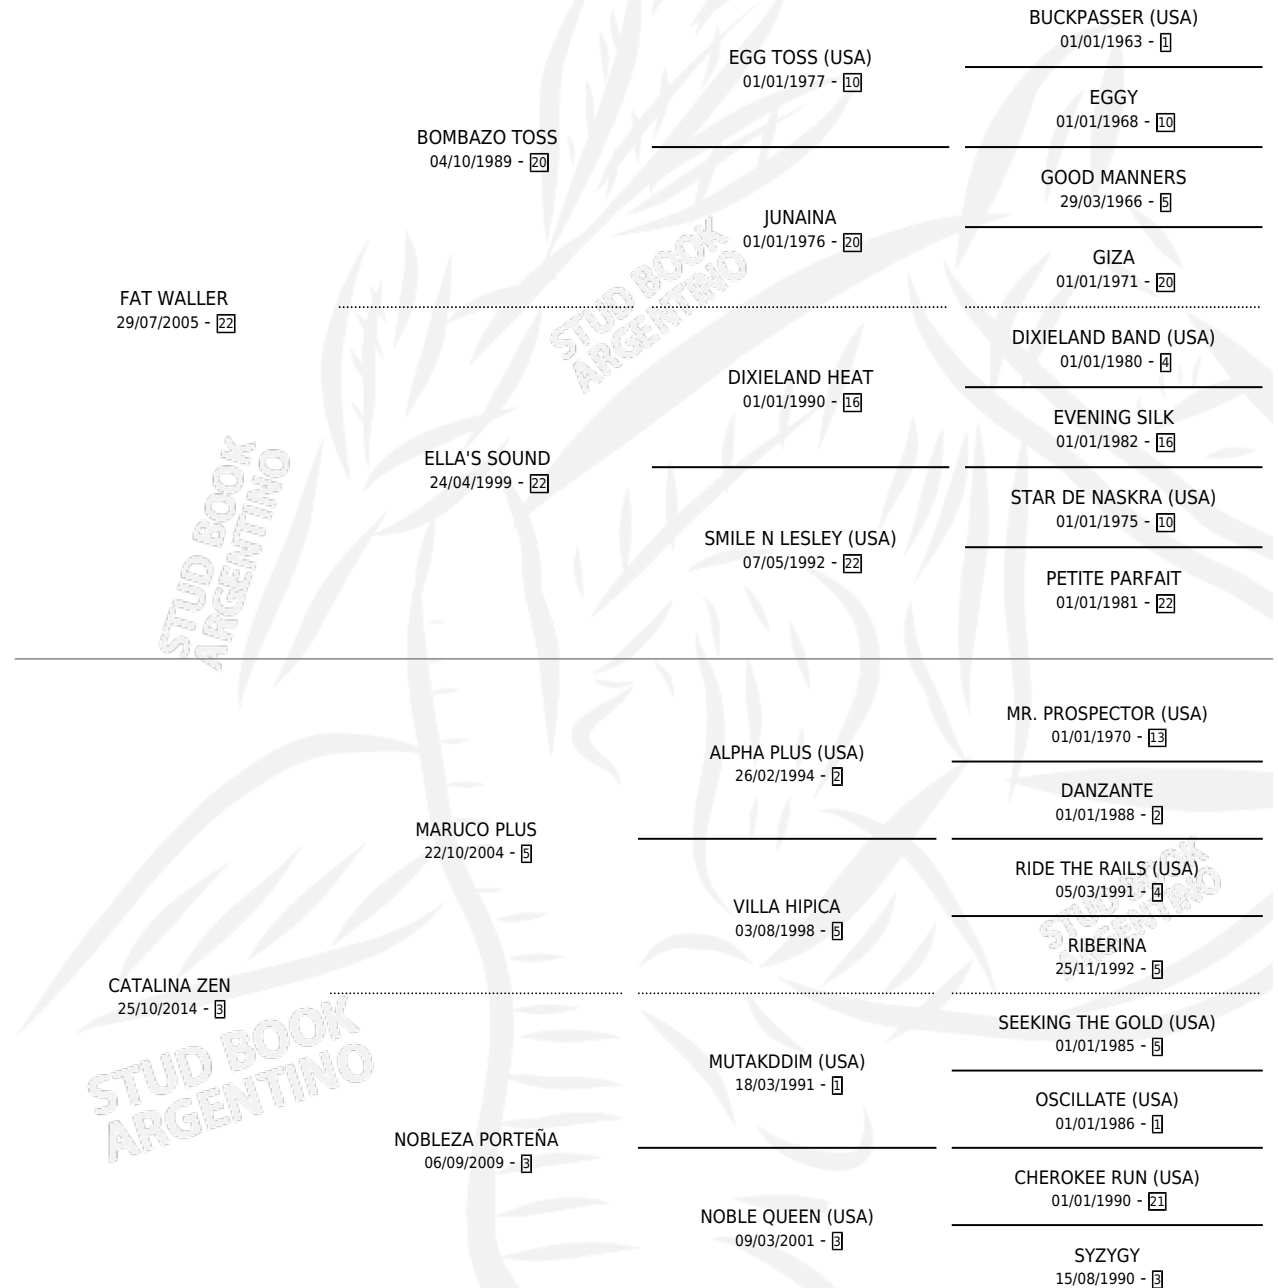 BUCKPASSER (USA)
01/01/1963 - 1
EGG TOSS (USA)
01/01/1977 - 10
EGGY
01/01/1968 - 10
BOMBAZO TOSS
04/10/1989 - 20
GOOD MANNERS
29/03/1966 - 5
JUNAINA
01/01/1976 - 20
GIZA
01/01/1971 - 20
FAT WALLER
29/07/2005 - 22
DIXIELAND BAND (USA)
01/01/1980 - 4
DIXIELAND HEAT
01/01/1990 - 16
EVENING SILK
01/01/1982 - 16
ELLA'S SOUND
24/04/1999 - 22
STAR DE NASKRA (USA)
01/01/1975 - 10
SMILE N LESLEY (USA)
07/05/1992 - 22
PETITE PARFAIT
01/01/1981 - 22
STUD BOOK
ARGENTINO
STUD BOOK
ARGENTINO
MR. PROSPECTOR (USA)
01/01/1970 - 13
ALPHA PLUS (USA)
26/02/1994 - 2
DANZANTE
01/01/1988 - 2
MARUCO PLUS
22/10/2004 - 5
RIDE THE RAILS (USA)
05/03/1991 - 4
VILLA HIPICA
03/08/1998 - 5
RIBERINA
25/11/1992 - 5
CATALINA ZEN
25/10/2014 - 3
SEEKING THE GOLD (USA)
01/01/1985 - 5
MUTAKDDIM (USA)
18/03/1991 - 1
OSCILLATE (USA)
01/01/1986 - 1
NOBLEZA PORTEÑA
06/09/2009 - 3
CHEROKEE RUN (USA)
01/01/1990 - 21
NOBLE QUEEN (USA)
09/03/2001 - 3
SYZYGY
15/08/1990 - 3
STUD BOOK
ARGENTINO
STUD BOOK
ARGENTINO